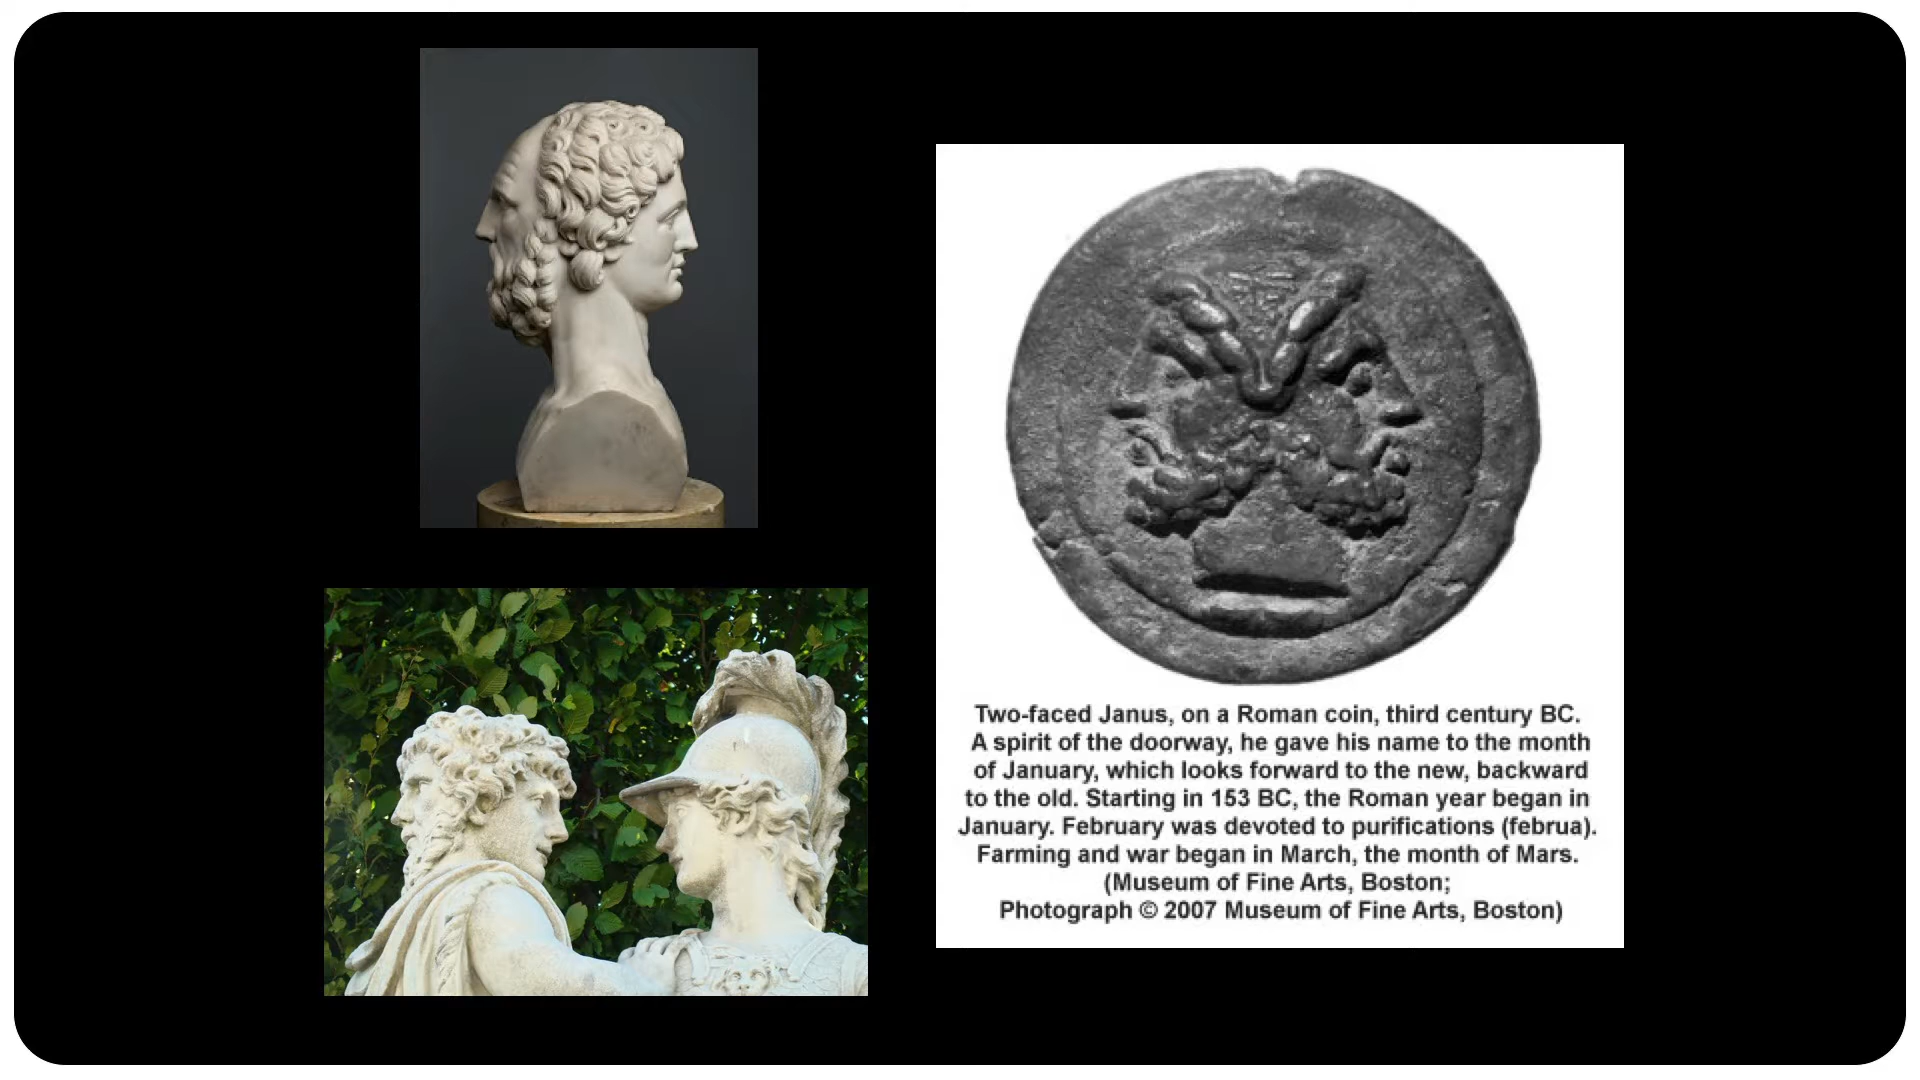 Two-faced Janus, on a Roman coin, third century BC.
A spirit of the doorway, he gave his name to the month
of January, which looks forward to the new, backward
to the old. Starting in 153 BC, the Roman year began in
January. February was devoted to purifications (februa).
Farming and war began in March, the month of Mars.
(Museum of Fine Arts, Boston;
Photograph © 2007 Museum of Fine Arts, Boston)